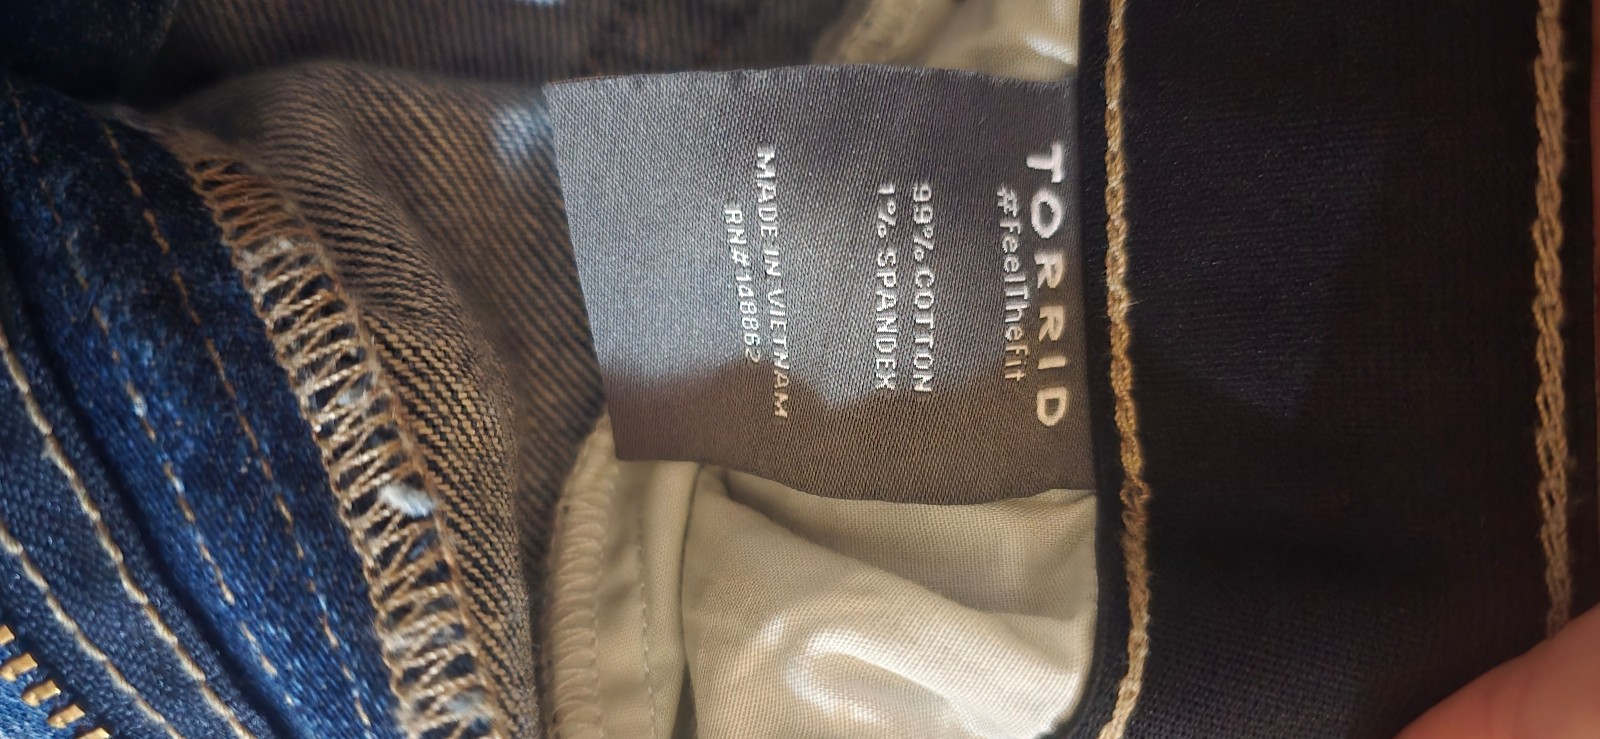 TORRID
#FeelTheFit
99% COTTON
1% SPANDEX
MADE IN VIETNAM
RN#148862